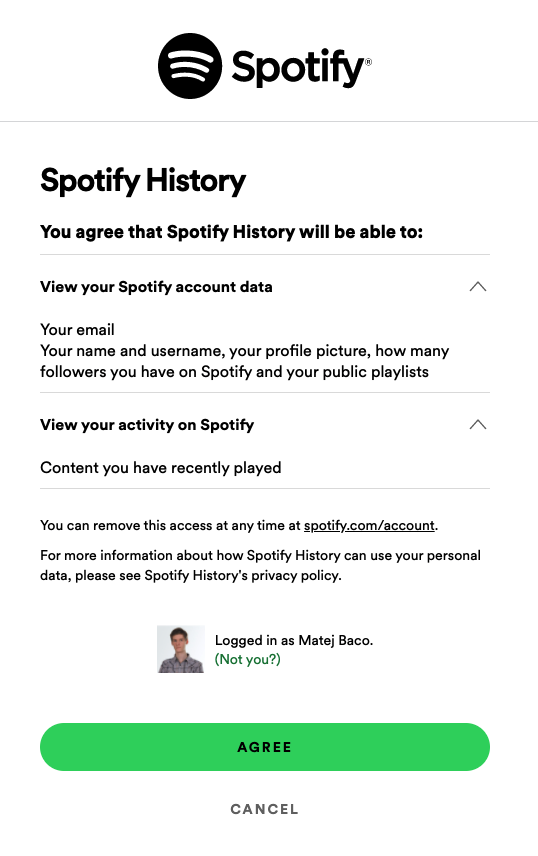 Spotify®
Spotify History
You agree that Spotify History will be able to:
View your Spotify account data
Your email
Your name and username, your profile picture, how many
followers you have on Spotify and your public playlists
View your activity on Spotify
Content you have recently played
You can remove this access at any time at spotify.com/account.
For more information about how Spotify History can use your personal
data, please see Spotify History's privacy policy.
Logged in as Matej Baco.
(Not you?)
AGREE
CANCEL